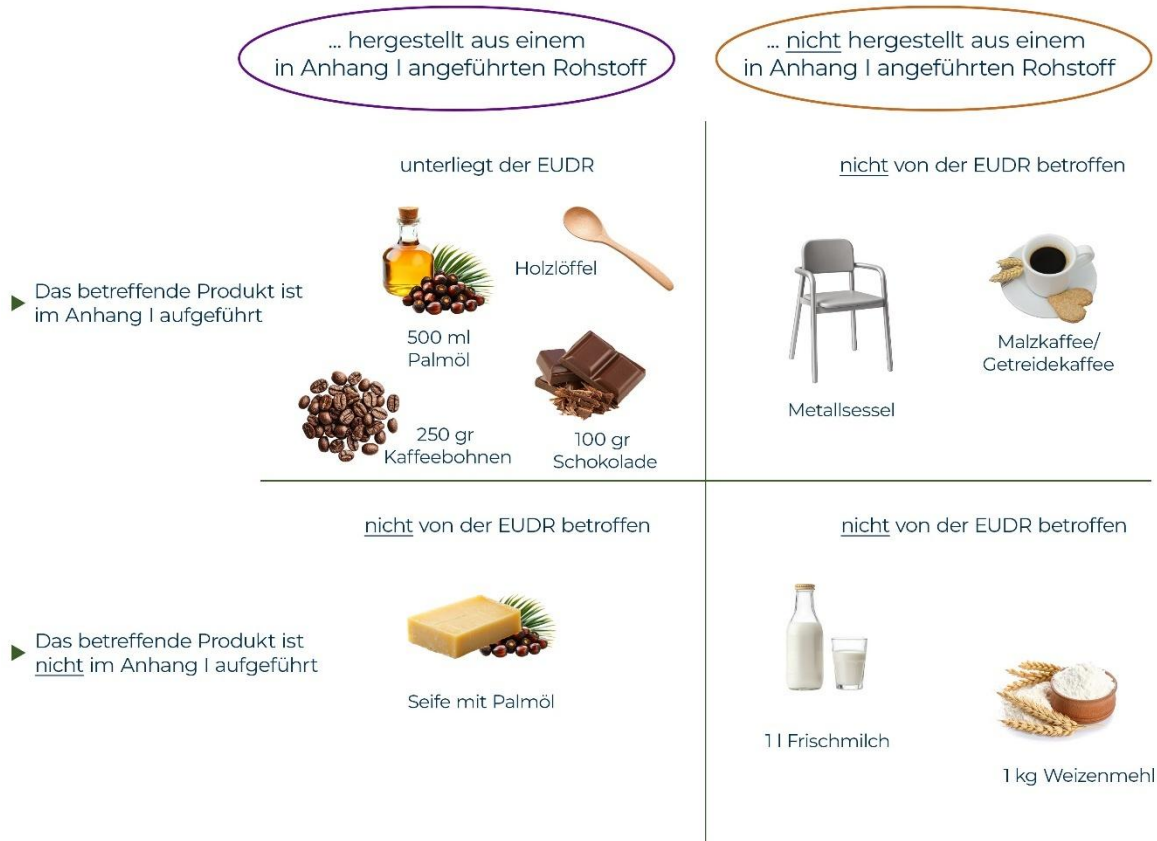 ... hergestellt aus einem
in Anhang I angeführten Rohstoff
... nicht hergestellt aus einem
in Anhang I angeführten Rohstoff
unterliegt der EUDR
nicht von der EUDR betroffen
Das betreffende Produkt ist
im Anhang I aufgeführt
Holzlöffel
500 ml
Palmöl
250 gr
Kaffeebohnen
100 gr
Schokolade
Metallsessel
Malzkaffee/
Getreidekaffee
nicht von der EUDR betroffen
nicht von der EUDR betroffen
Das betreffende Produkt ist
nicht im Anhang I aufgeführt
Seife mit Palmöl
1 l Frischmilch
1 kg Weizenmehl